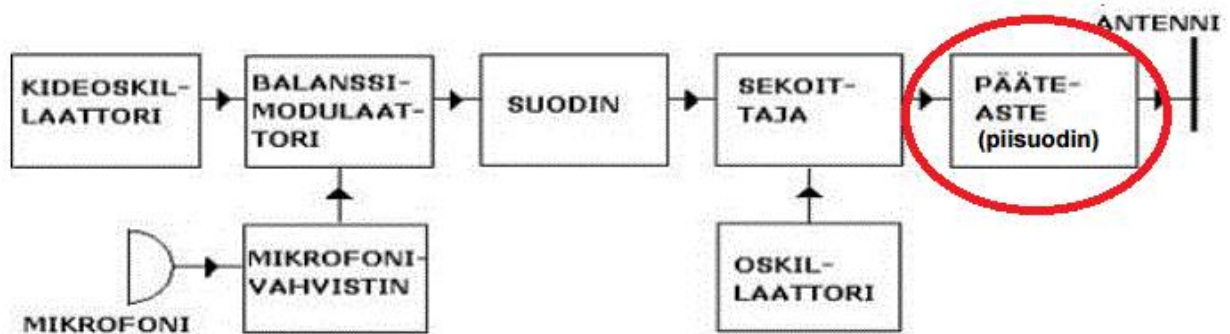 ANTENNI
KIDEOSKIL-
LAATTORI
BALANSSI-
MODULAAT-
TORI
SUODIN
SEKOIT-
TAJA
PÄÄTE-
ASTE
(piisuodin)
MIKROFONI
MIKROFONI-
VAHVISTIN
OSKIL-
LAATTORI